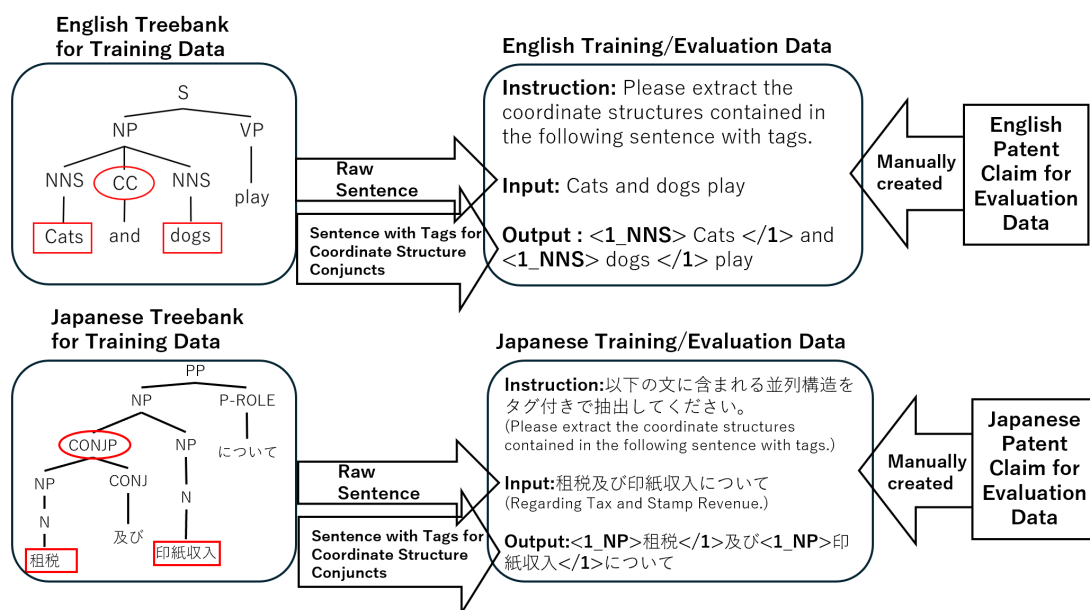 English Treebank
for Training Data
S
NP
VP
NNS
CC
NNS
play
Cats
and
dogs
Raw
Sentence
Sentence with Tags for
Coordinate Structure
Conjuncts
English Training/Evaluation Data
Instruction: Please extract the
coordinate structures contained in
the following sentence with tags.
Input: Cats and dogs play
Output : <1_NNS> Cats </1> and
<1_NNS> dogs </1> play
Manually
created
English
Patent
Claim for
Evaluation
Data
Japanese Treebank
for Training Data
PP
NP
P-ROLE
CONJP
NP
について
NP
CONJ
N
N
及び
租税
印紙収入
Raw
Sentence
Sentence with Tags for
Coordinate Structure
Conjuncts
Japanese Training/Evaluation Data
Instruction:以下の文に含まれる並列構造を
タグ付きで抽出してください。
(Please extract the coordinate structures
contained in the following sentence with tags.)
Input:租税及び印紙収入について
(Regarding Tax and Stamp Revenue.)
Output:<1_NP>租税</1>及び<1_NP>印
紙収入</1>について
Manually
created
Japanese
Patent
Claim for
Evaluation
Data